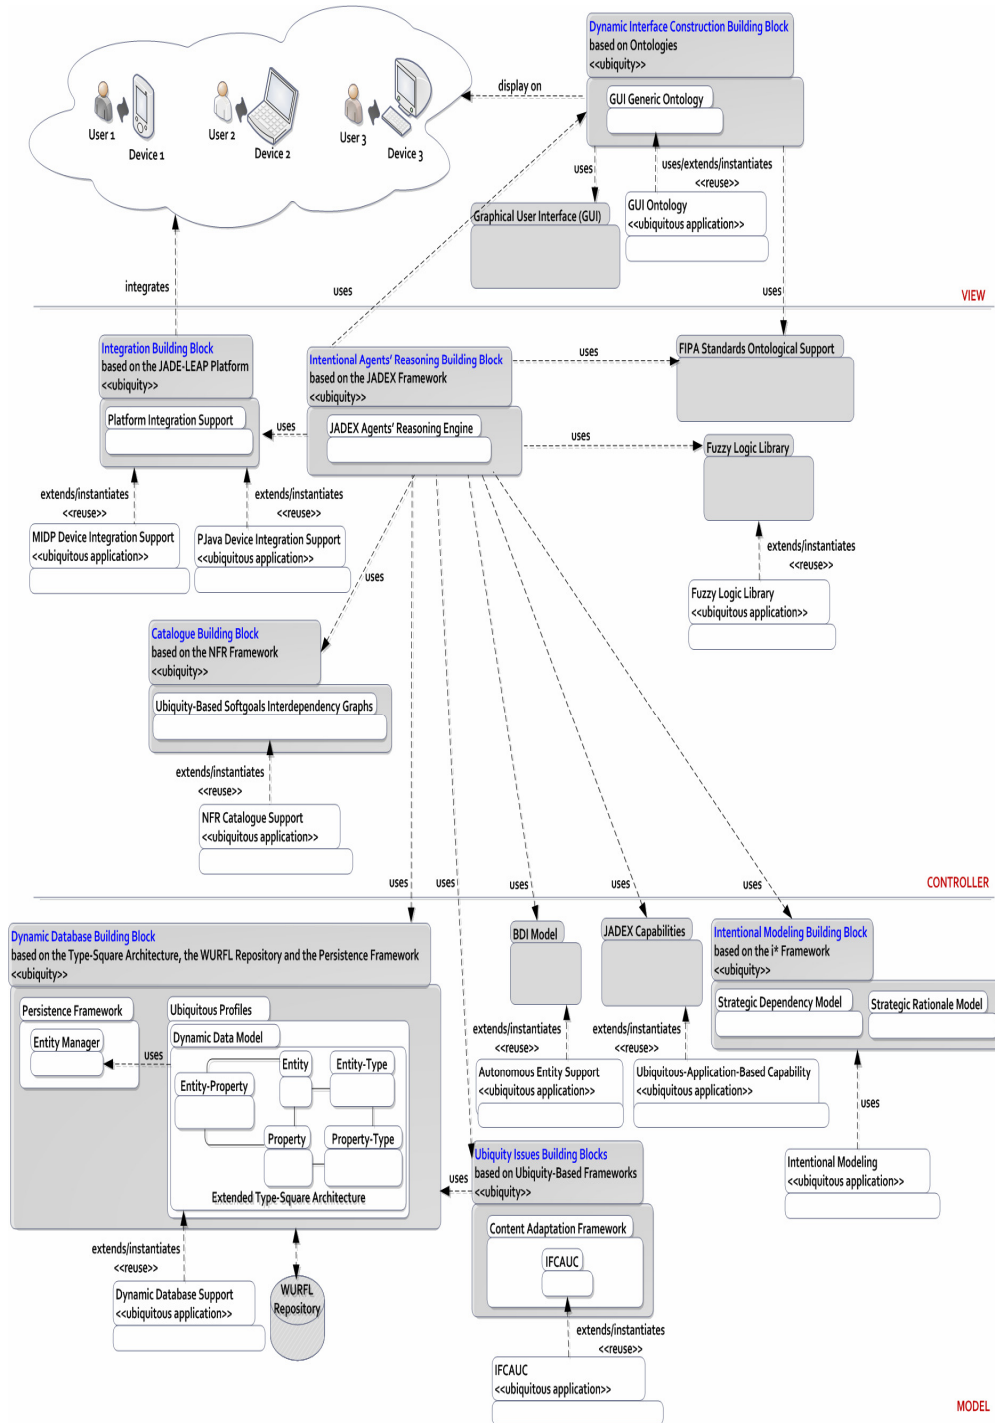 Dynamic Interface Construction Building Block
based on Ontologies
<<ubiquity>>
display on
GUI Generic Ontology
User 1
Device 1
User 2
Device 2
User 3
Device 3
uses
uses/extends/instantiates
<<reuse>>
Graphical User Interface (GUI)
GUI Ontology
<<ubiquitous application>>
integrates
uses
uses
VIEW
Integration Building Block
based on the JADE-LEAP Platform
<<ubiquity>>
Platform Integration Support
Intentional Agents' Reasoning Building Block
based on the JADEX Framework
<<ubiquity>>
JADEX Agents' Reasoning Engine
uses
uses
FIPA Standards Ontological Support
uses
Fuzzy Logic Library
extends/instantiates
<<reuse>>
extends/instantiates
<<reuse>>
MIDP Device Integration Support
<<ubiquitous application>>
PJava Device Integration Support
<<ubiquitous application>>
extends/instantiates
<<reuse>>
Fuzzy Logic Library
<<ubiquitous application>>
uses
Catalogue Building Block
based on the NFR Framework
<<ubiquity>>
Ubiquity-Based Softgoals Interdependency Graphs
extends/instantiates
<<reuse>>
NFR Catalogue Support
<<ubiquitous application>>
uses
uses
uses
uses
uses
CONTROLLER
Dynamic Database Building Block
based on the Type-Square Architecture, the WURFL Repository and the Persistence Framework
<<ubiquity>>
Persistence Framework
Entity Manager
uses
Ubiquitous Profiles
Dynamic Data Model
Entity
Entity-Type
Entity-Property
Property
Property-Type
Extended Type-Square Architecture
BDI Model
JADEX Capabilities
Intentional Modeling Building Block
based on the i* Framework
<<ubiquity>>
Strategic Dependency Model
Strategic Rationale Model
extends/instantiates
<<reuse>>
extends/instantiates
<<reuse>>
Autonomous Entity Support
<<ubiquitous application>>
Ubiquitous-Application-Based Capability
<<ubiquitous application>>
uses
Intentional Modeling
<<ubiquitous application>>
uses
Ubiquity Issues Building Blocks
based on Ubiquity-Based Frameworks
<<ubiquity>>
Content Adaptation Framework
IFCAUC
extends/instantiates
<<reuse>>
Dynamic Database Support
<<ubiquitous application>>
WURFL
Repository
extends/instantiates
<<reuse>>
IFCAUC
<<ubiquitous application>>
MODEL